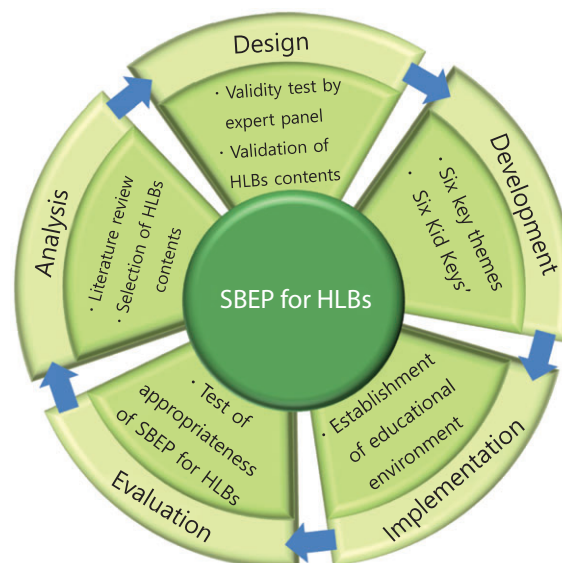 Design
· Validity test by
expert panel
· Validation of
HLBs contents
Development
· Six key themes
· Six Kid Keys’
Implementation
· Establishment
of educational
environment
Evaluation
· Test of
appropriateness
of SBEP for HLBs
Analysis
· Literature review
· Selection of HLBs
contents
SBEP for HLBs